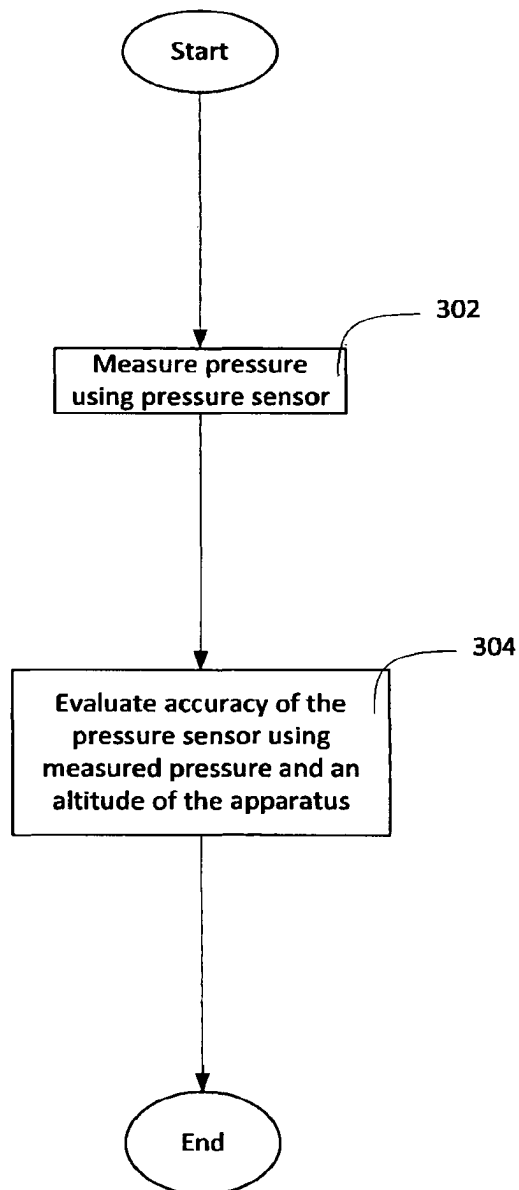 Start
302
Measure pressure
using pressure sensor
304
Evaluate accuracy of the
pressure sensor using
measured pressure and an
altitude of the apparatus
End